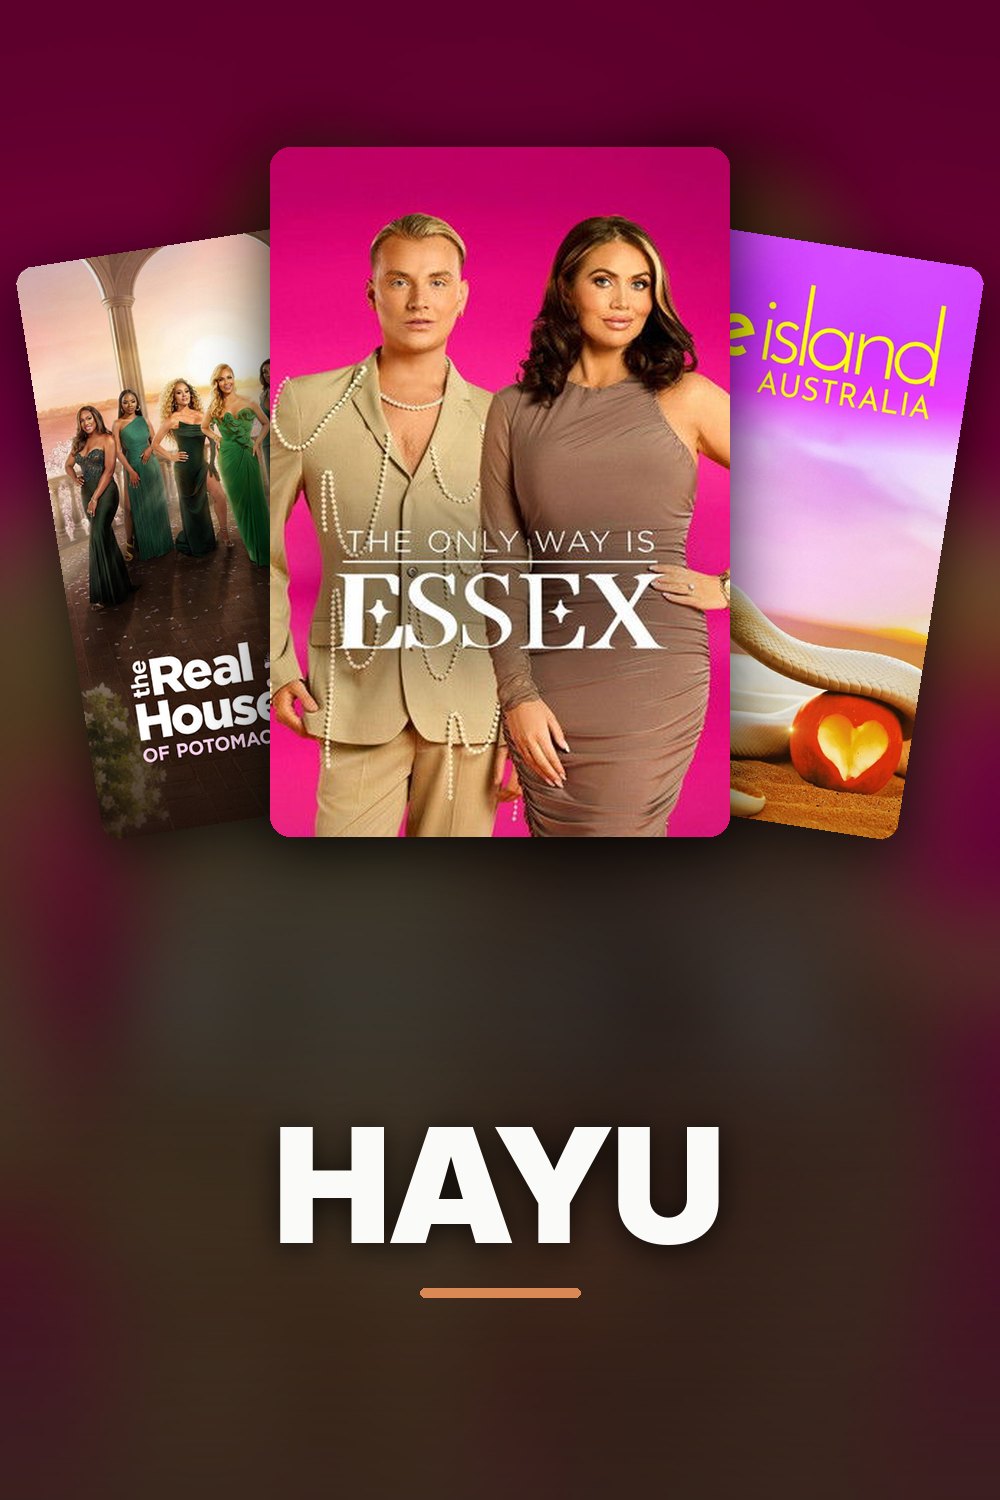 the Real
House
OF POTOMAC
THE ONLY WAY IS
ESSEX
e island
AUSTRALIA
HAYU